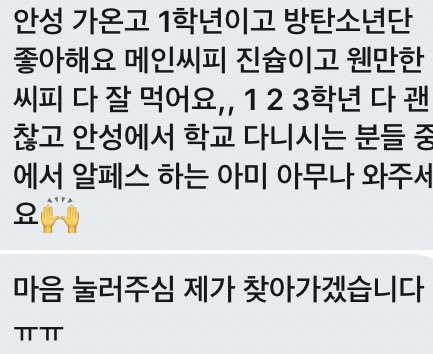 안성 가온고 1학년이고 방탄소년단
좋아해요 메인씨피 진슙이고 웬만한
씨피 다 잘 먹어요,, 1 2 3학년 다 괜
찮고 안성에서 학교 다니시는 분들 중
에서 알페스 하는 아미 아무나 와주세
요🙌
마음 눌러주심 제가 찾아가겠습니다
ㅠㅠ